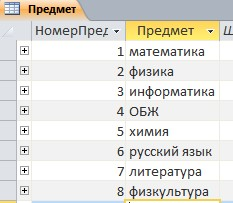 Предмет
НомерПред Предмет Ш
1 математика
2 физика
3 информатика
4 ОБЖ
5 химия
6 русский язык
7 литература
8 физкультура